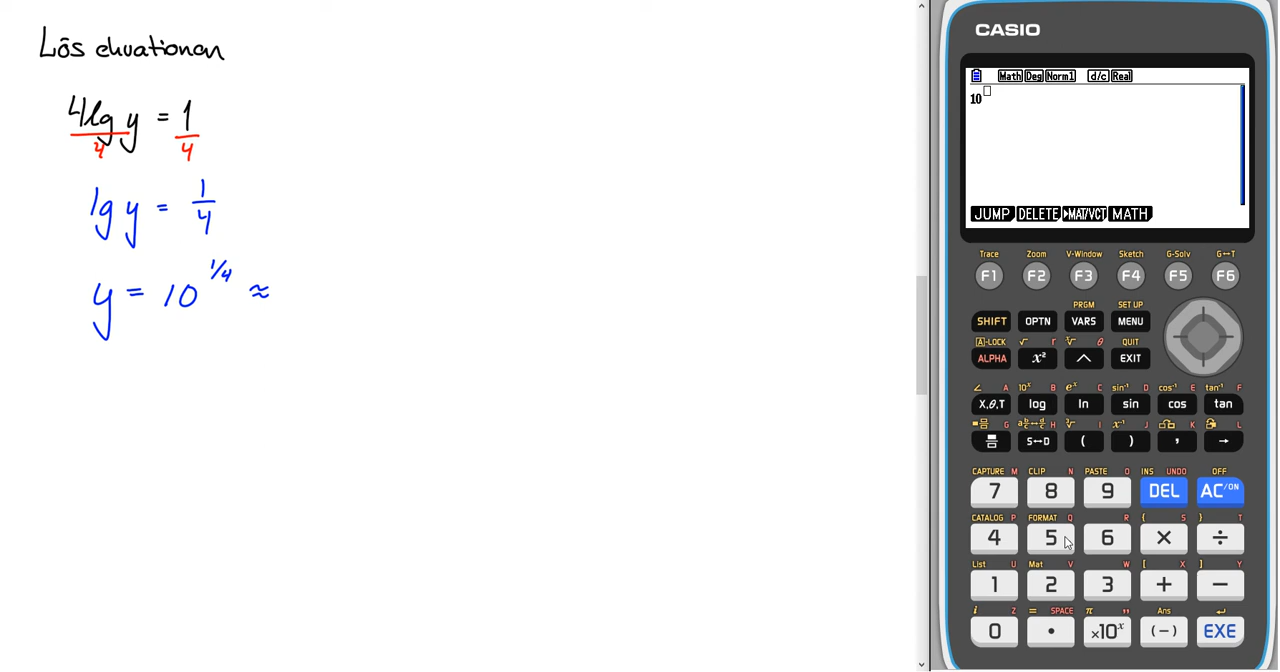 Lös ekvationen
4lg y = 1
4 4
lg y = 1/4
y = 10^1/4 ≈
CASIO
Math Deg Norm1 d/c Real
10
JUMP DELETE ►MAT/VCT MATH
Trace Zoom V-Window Sketch G-Solv G↔T
F1 F2 F3 F4 F5 F6
PRGM SET UP
SHIFT OPTN VARS MENU
A-LOCK √ r ˣ√ θ QUIT
ALPHA x² ^ EXIT
∠ A 10ˣ B eˣ C sin⁻¹ D cos⁻¹ E tan⁻¹ F
X,θ,T log ln sin cos tan
G a b/c↔d/c H ³√ I x⁻¹ J K L
S↔D ( ) , →
CAPTURE M CLIP N PASTE O INS UNDO OFF
7 8 9 DEL AC/ON
CATALOG P FORMAT Q R { S } T
4 5 6 × ÷
List U Mat V W [ X ] Y
1 2 3 + −
i Z = SPACE π " Ans ↵
0 • ×10ˣ (−) EXE